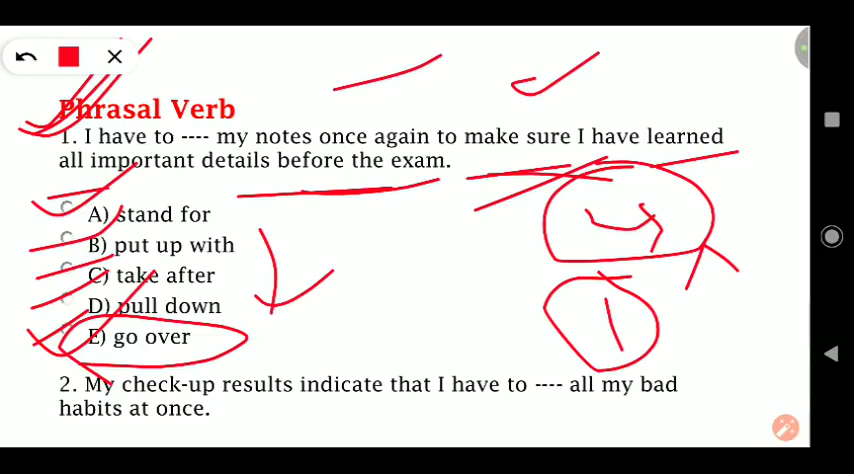 Phrasal Verb
1. I have to ---- my notes once again to make sure I have learned
all important details before the exam.
A) stand for
B) put up with
C) take after
D) pull down
E) go over
2. My check-up results indicate that I have to ---- all my bad
habits at once.